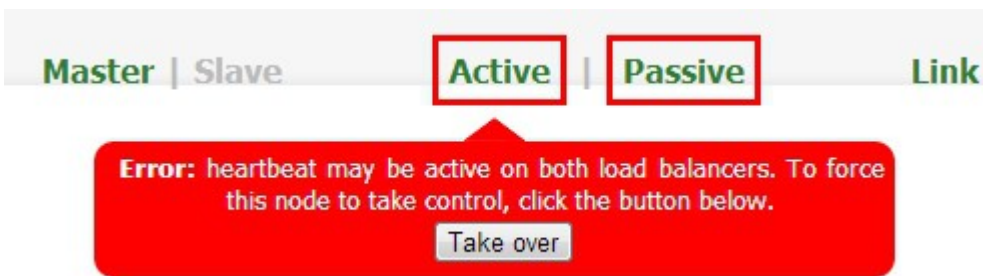 Master | Slave Active | Passive Link
Error: heartbeat may be active on both load balancers. To force
this node to take control, click the button below.
Take over